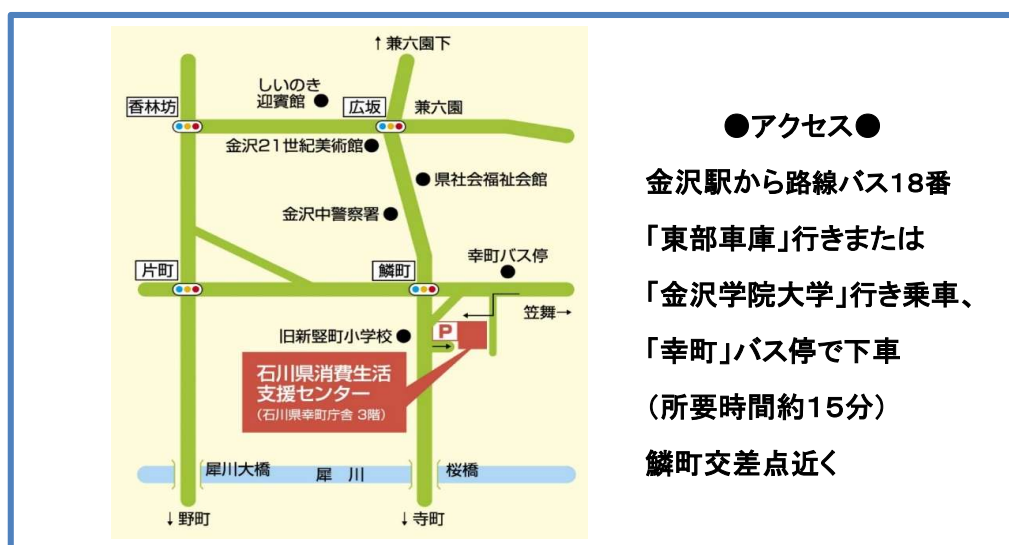 ↑兼六園下
しいのき
迎賓館
香林坊
広坂
兼六園
金沢21世紀美術館
県社会福祉会館
金沢中警察署
幸町バス停
片町
鱗町
笠舞→
旧新竪町小学校
P
石川県消費生活
支援センター
(石川県幸町庁舎 3階)
犀川大橋
犀 川
桜橋
↓野町
↓寺町
●アクセス●
金沢駅から路線バス18番
「東部車庫」行きまたは
「金沢学院大学」行き乗車、
「幸町」バス停で下車
(所要時間約15分)
鱗町交差点近く